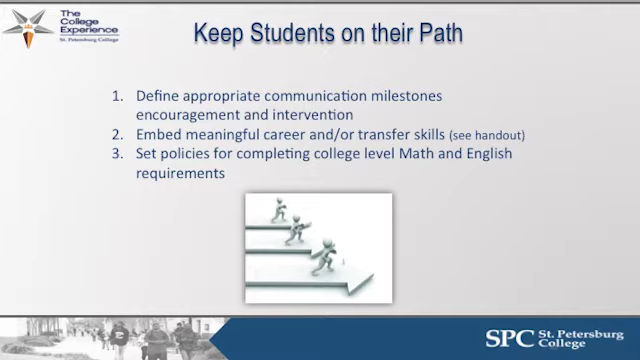 The
College
Experience
St. Petersburg College
Keep Students on their Path
1. Define appropriate communication milestones
encouragement and intervention
2. Embed meaningful career and/or transfer skills (see handout)
3. Set policies for completing college level Math and English
requirements
SPC St. Petersburg
College